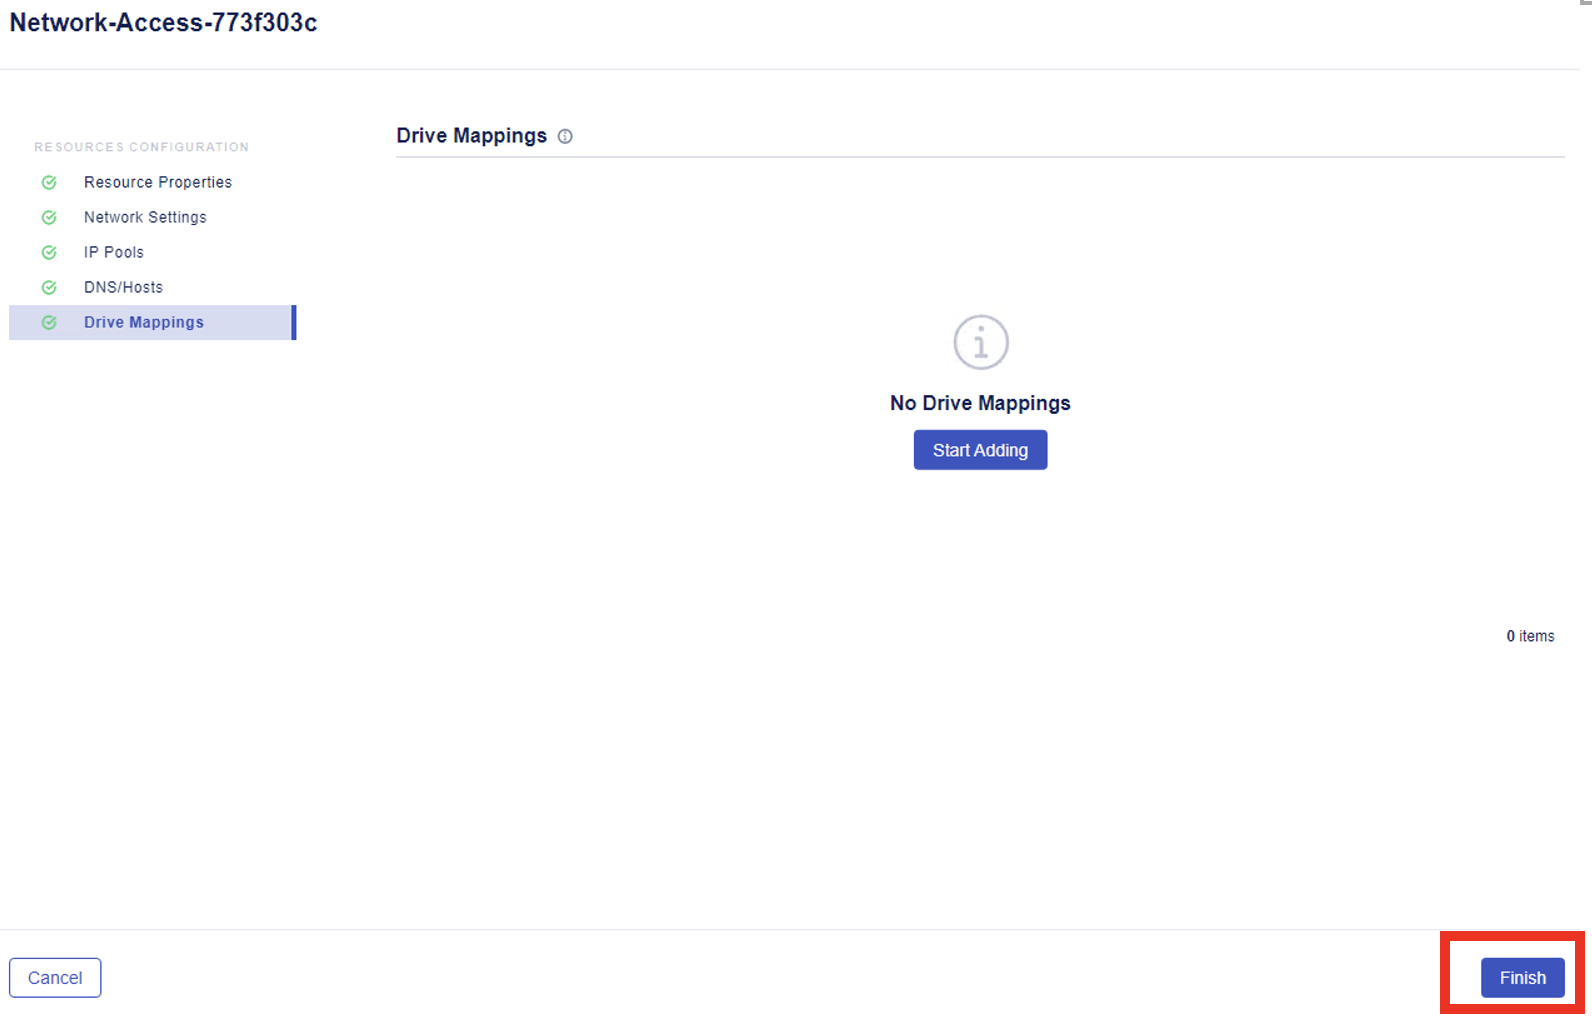 Network-Access-773f303c
RESOURCES CONFIGURATION
Resource Properties
Network Settings
IP Pools
DNS/Hosts
Drive Mappings
Drive Mappings
No Drive Mappings
Start Adding
0 items
Cancel
Finish